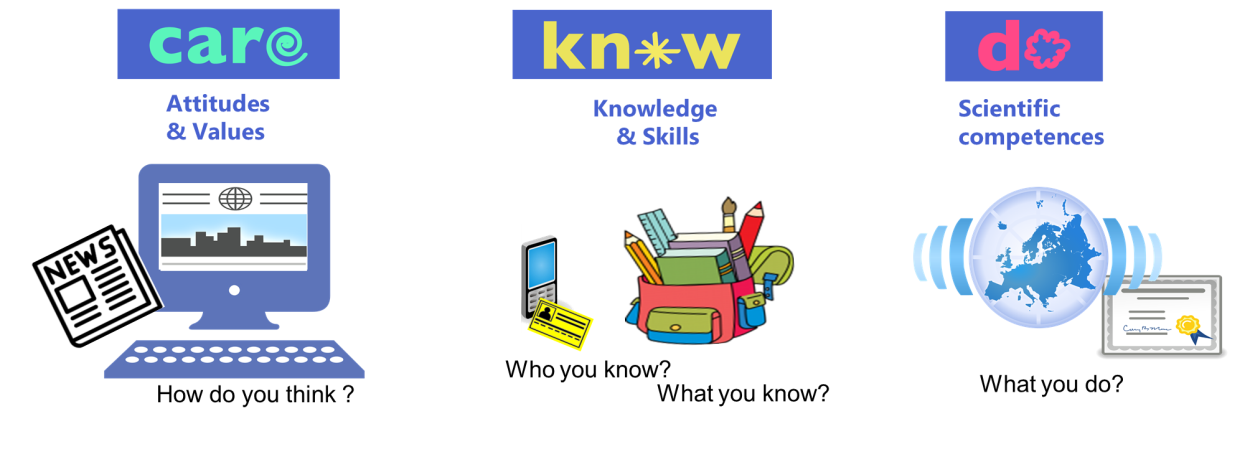 care
Attitudes
& Values
NEWS
How do you think ?
know
Knowledge
& Skills
Who you know?
What you know?
do
Scientific
competences
What you do?